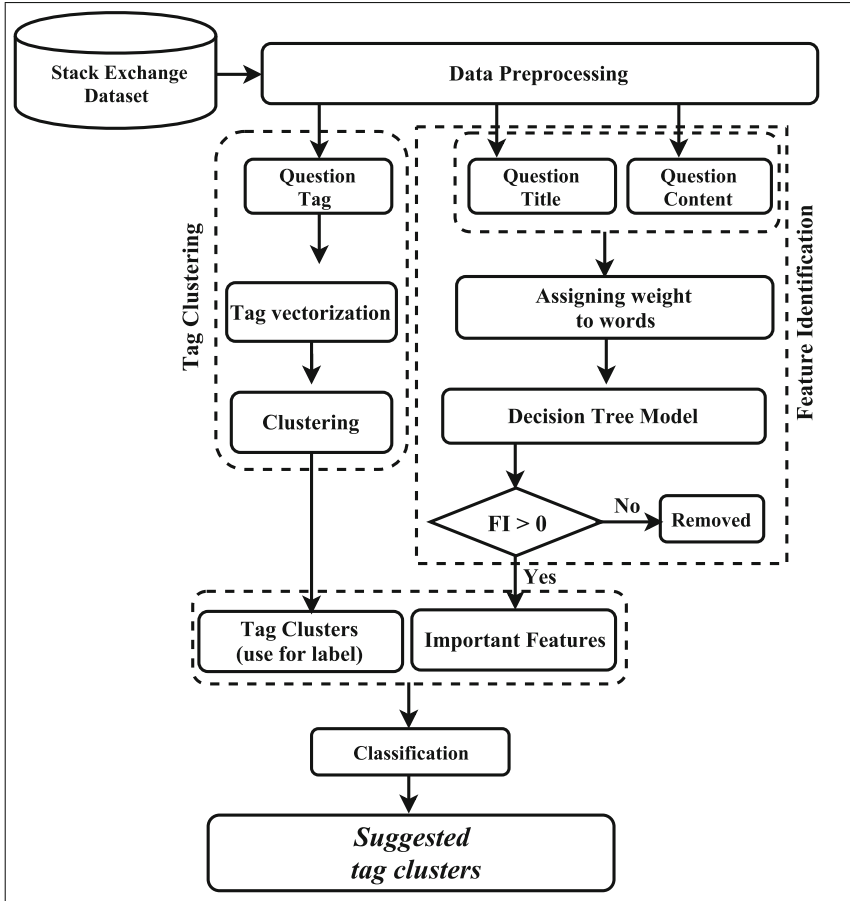 Stack Exchange
Dataset
Data Preprocessing
Question
Tag
Question
Title
Question
Content
Tag Clustering
Feature Identification
Tag vectorization
Assigning weight
to words
Clustering
Decision Tree Model
FI > 0
No
Removed
Yes
Tag Clusters
(use for label)
Important Features
Classification
Suggested
tag clusters